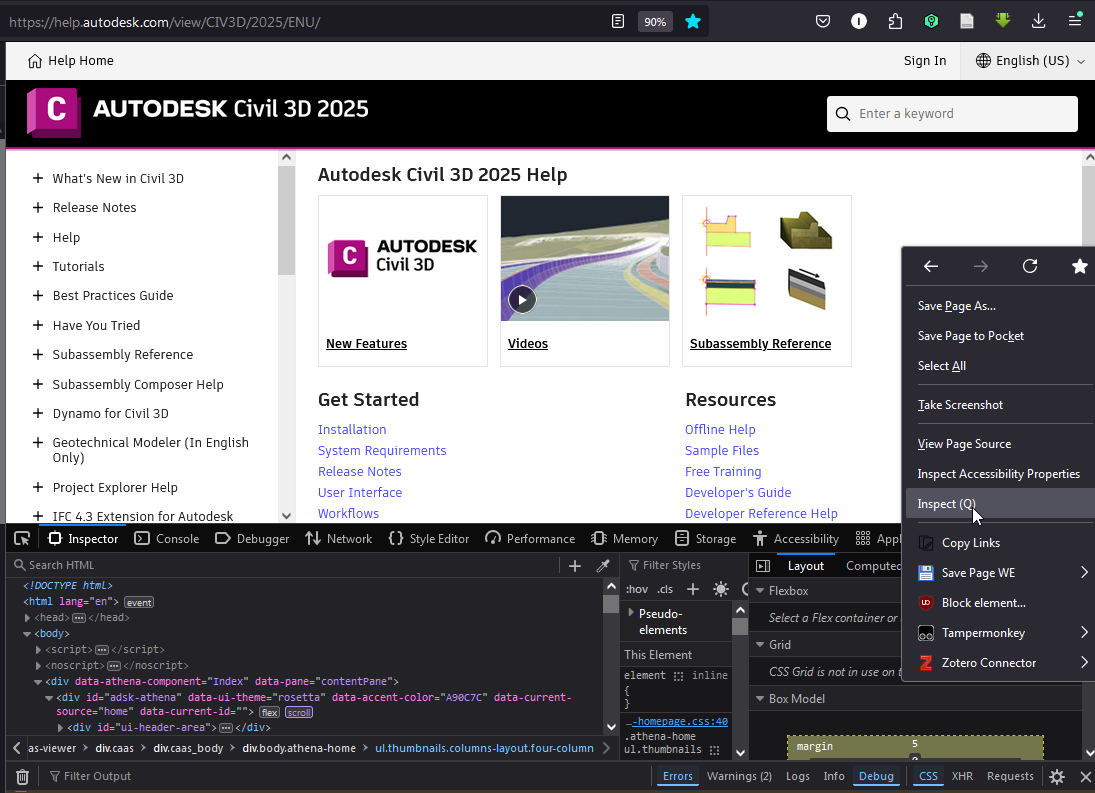 https://help.autodesk.com/view/CIV3D/2025/ENU/
90%
Help Home
Sign In
English (US)
C
AUTODESK Civil 3D 2025
Enter a keyword
What's New in Civil 3D
Release Notes
Help
Tutorials
Best Practices Guide
Have You Tried
Subassembly Reference
Subassembly Composer Help
Dynamo for Civil 3D
Geotechnical Modeler (In English
Only)
Project Explorer Help
IFC 4.3 Extension for Autodesk
Autodesk Civil 3D 2025 Help
C
AUTODESK
Civil 3D
New Features
Videos
Subassembly Reference
Get Started
Installation
System Requirements
Release Notes
User Interface
Workflows
Resources
Offline Help
Sample Files
Free Training
Developer's Guide
Developer Reference Help
Save Page As...
Save Page to Pocket
Select All
Take Screenshot
View Page Source
Inspect Accessibility Properties
Inspect (Q)
Copy Links
Save Page WE
Block element...
Tampermonkey
Zotero Connector
Inspector
Console
Debugger
Network
Style Editor
Performance
Memory
Storage
Accessibility
Search HTML
<!DOCTYPE html>
<html lang="en"> event
<head> ... </head>
<body>
<script> ... </script>
<noscript> ... </noscript>
<div data-athena-component="Index" data-pane="contentPane">
<div id="adsk-athena" data-ui-theme="rosetta" data-accent-color="A90C7C" data-current-
source="home" data-current-id=""> flex scroll
<div id="ui-header-area"> ... </div>
as-viewer > div.caas > div.caas_body > div.body.athena-home > ul.thumbnails.columns-layout.four-column
Filter Styles
:hov .cls
Pseudo-
elements
This Element
element inline
{
}
…-homepage.css:40
.athena-home
ul.thumbnails
Layout
Computed
Flexbox
Select a Flex container or
Grid
CSS Grid is not in use on t
Box Model
margin
5
Filter Output
Errors
Warnings (2)
Logs
Info
Debug
CSS
XHR
Requests